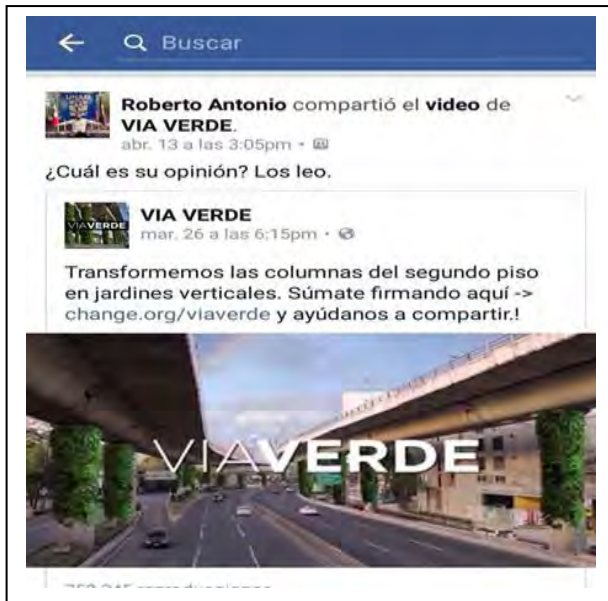 Buscar
Roberto Antonio compartió el video de
VIA VERDE.
abr. 13 a las 3:05pm •
¿Cuál es su opinión? Los leo.
VIAVERDE
VIA VERDE
mar. 26 a las 6:15pm •
Transformemos las columnas del segundo piso
en jardines verticales. Súmate firmando aquí ->
change.org/viaverde y ayúdanos a compartir.!
VIAVERDE